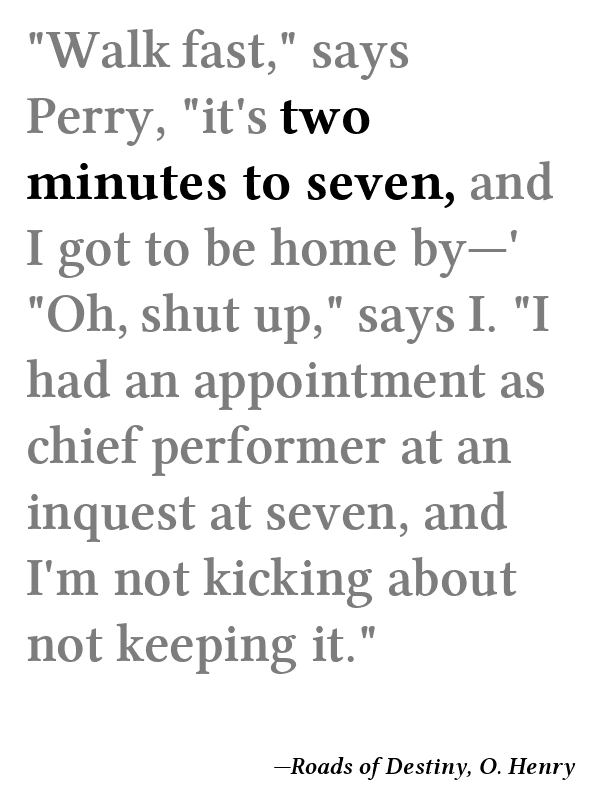 "Walk fast," says
Perry, "it's two
minutes to seven, and
I got to be home by—'
"Oh, shut up," says I. "I
had an appointment as
chief performer at an
inquest at seven, and
I'm not kicking about
not keeping it."
—Roads of Destiny, O. Henry